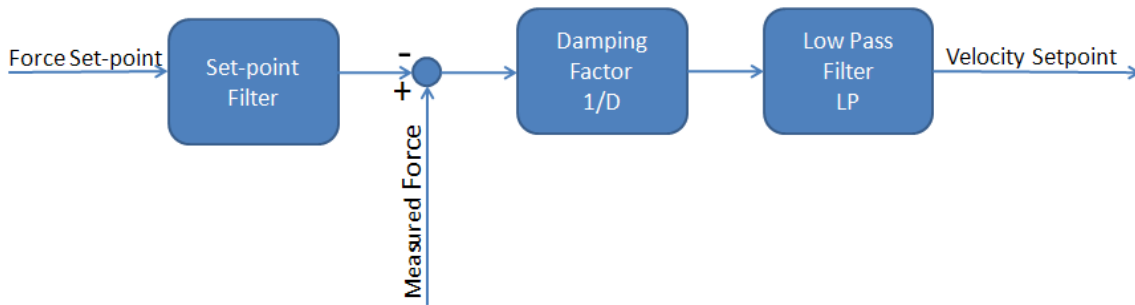 Force Set-point
Set-point
Filter
-
+
Measured Force
Damping
Factor
1/D
Low Pass
Filter
LP
Velocity Setpoint